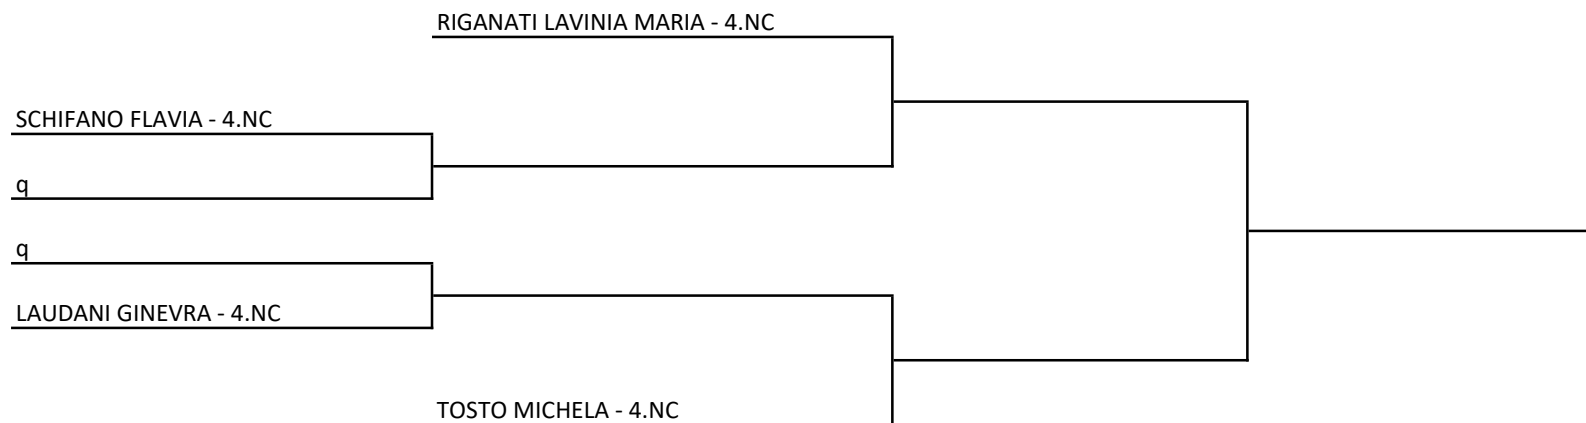 RIGANATI LAVINIA MARIA - 4.NC
SCHIFANO FLAVIA - 4.NC
q
q
LAUDANI GINEVRA - 4.NC
TOSTO MICHELA - 4.NC